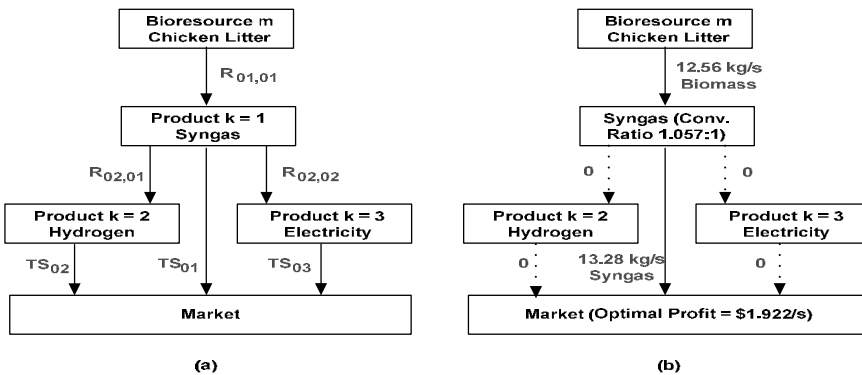 Bioresource m
Chicken Litter
R01,01
Product k = 1
Syngas
R02,01
R02,02
Product k = 2
Hydrogen
Product k = 3
Electricity
TS02
TS01
TS03
Market
(a)
Bioresource m
Chicken Litter
12.56 kg/s
Biomass
Syngas (Conv.
Ratio 1.057:1)
0
0
Product k = 2
Hydrogen
Product k = 3
Electricity
0
13.28 kg/s
Syngas
0
Market (Optimal Profit = $1.922/s)
(b)